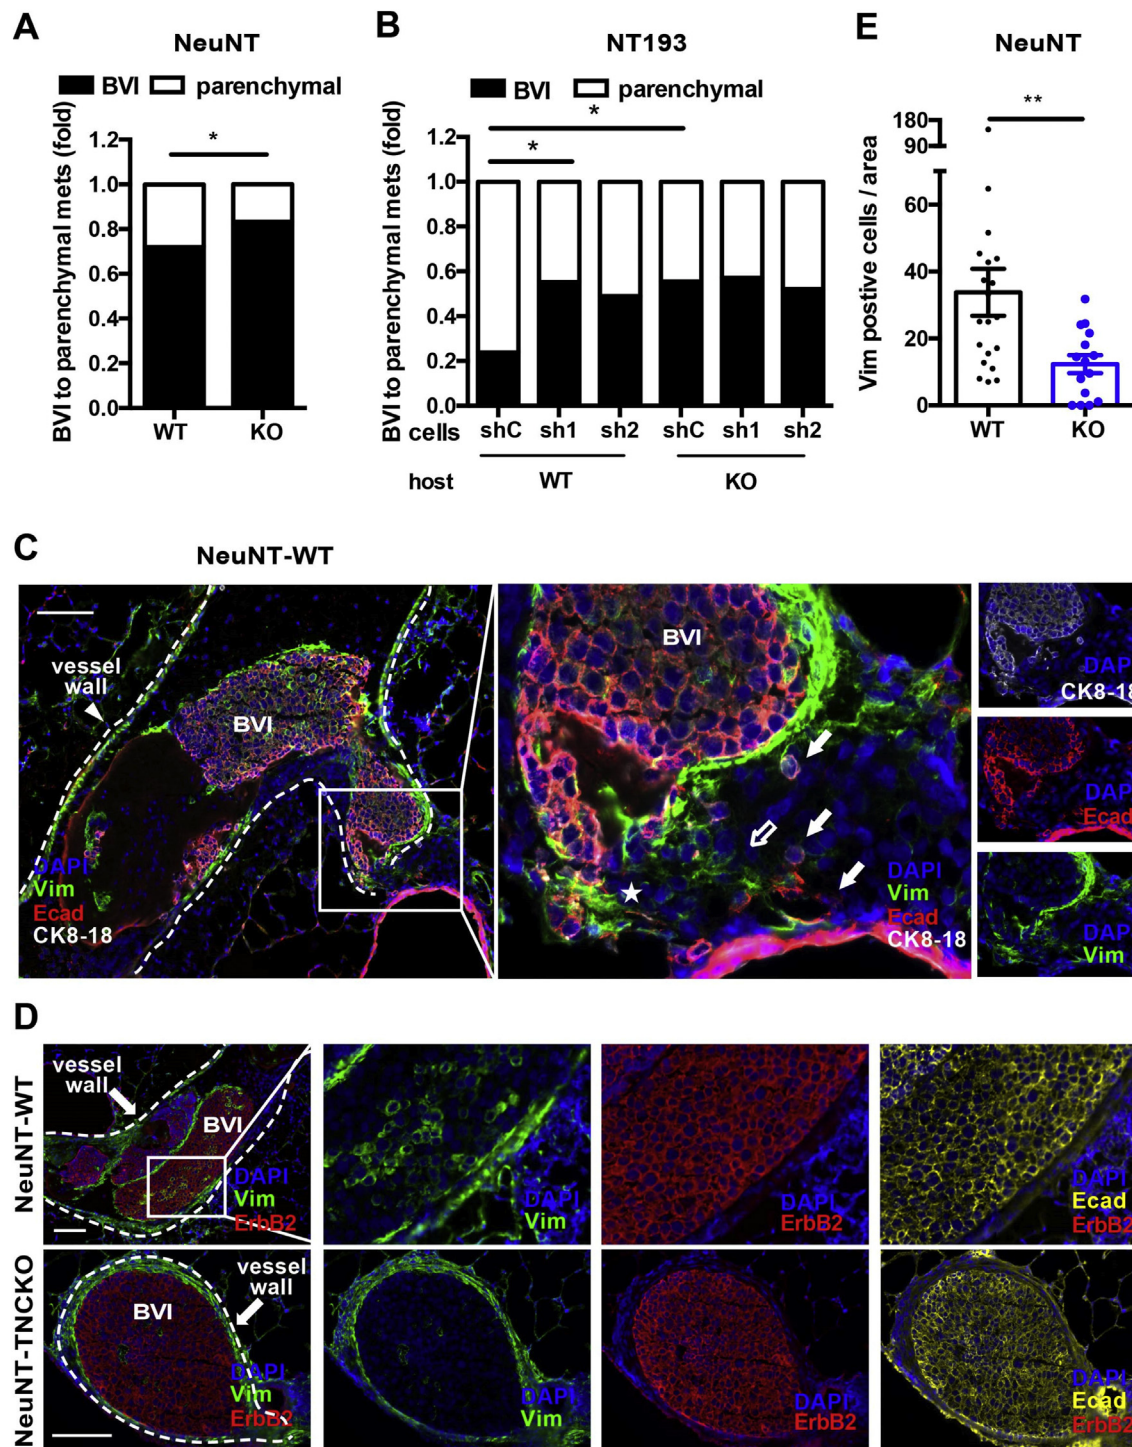 A
NeuNT
BVI parenchymal
BVI to parenchymal mets (fold)
1.2
1.0
0.8
0.6
0.4
0.2
0.0
*
WT KO
B
NT193
BVI parenchymal
BVI to parenchymal mets (fold)
1.2
1.0
0.8
0.6
0.4
0.2
0.0
*
*
cells shC sh1 sh2 shC sh1 sh2
host WT KO
E
NeuNT
**
Vim postive cells / area
180
90
60
40
20
0
WT KO
C
NeuNT-WT
vessel
wall
BVI
DAPI
Vim
Ecad
CK8-18
BVI
DAPI
Vim
Ecad
CK8-18
DAPI
CK8-18
DAPI
Ecad
DAPI
Vim
D
NeuNT-WT
vessel
wall
BVI
DAPI
Vim
ErbB2
DAPI
Vim
DAPI
ErbB2
DAPI
Ecad
ErbB2
NeuNT-TNCKO
vessel
wall
BVI
DAPI
Vim
ErbB2
DAPI
Vim
DAPI
ErbB2
DAPI
Ecad
ErbB2